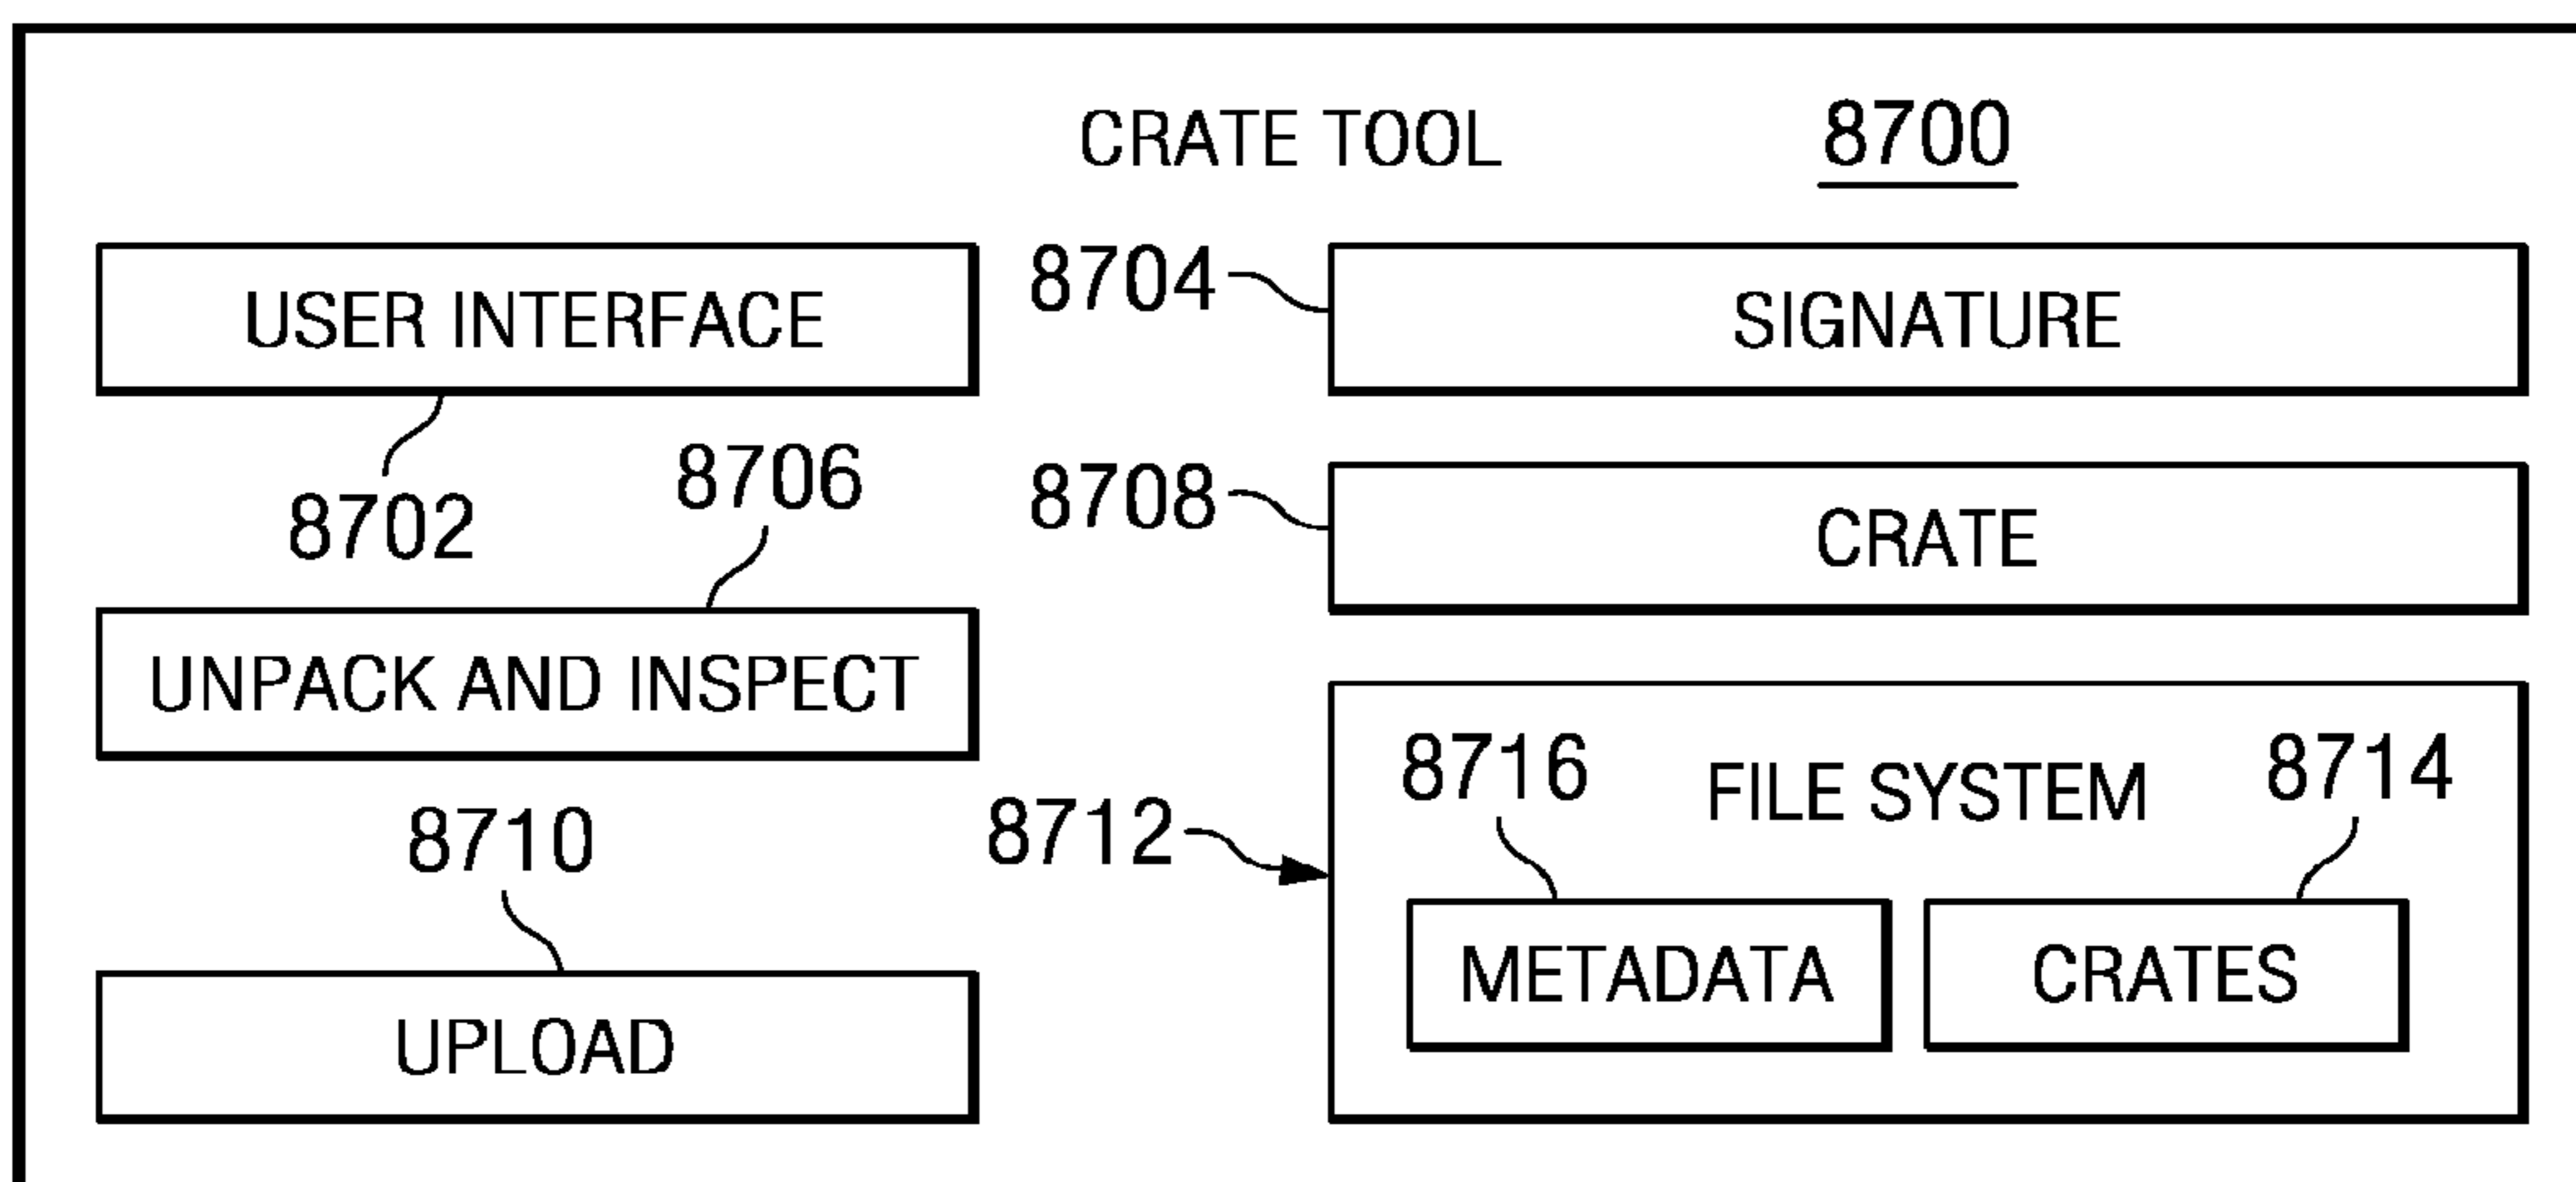 CRATE TOOL 8700
USER INTERFACE
8702
8704
SIGNATURE
8706
UNPACK AND INSPECT
8708
CRATE
8710
UPLOAD
8712
FILE SYSTEM
8716
METADATA
8714
CRATES